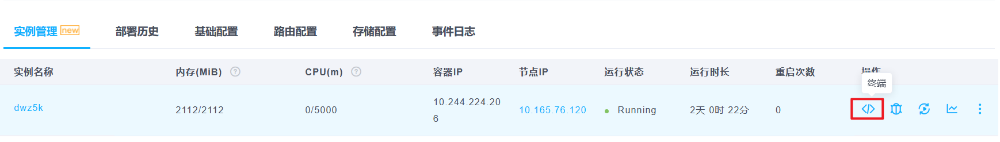 实例管理 new 部署历史 基础配置 路由配置 存储配置 事件日志
实例名称 内存(MiB) ? CPU(m) ? 容器IP 节点IP 运行状态 运行时长 重启次数 操作
终端
dwz5k 2112/2112 0/5000 10.244.224.20 10.165.76.120 Running 2天 0时 22分 0
6